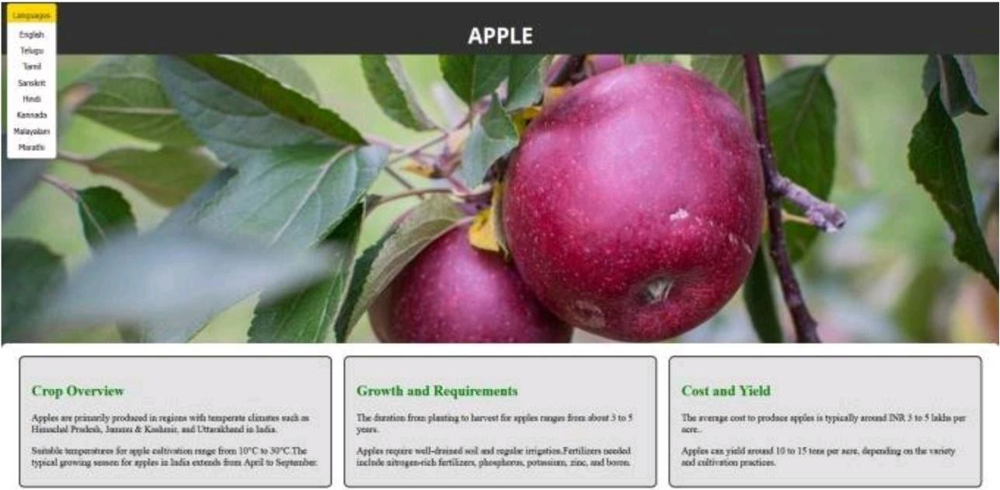 Languages
English
Telugu
Tamil
Sanskrit
Hindi
Kannada
Malayalam
Marathi
APPLE
Crop Overview
Apples are primarily produced in regions with temperate climates such as
Himachal Pradesh, Jammu & Kashmir, and Uttarakhand in India.
Suitable temperatures for apple cultivation range from 10°C to 30°C.The
typical growing season for apples in India extends from April to September.
Growth and Requirements
The duration from planting to harvest for apples ranges from about 3 to 5
years.
Apples require well-drained soil and regular irrigation.Fertilizers needed
include nitrogen-rich fertilizers, phosphorus, potassium, zinc, and boron.
Cost and Yield
The average cost to produce apples is typically around INR 3 to 5 lakhs per
acre..
Apples can yield around 10 to 15 tons per acre, depending on the variety
and cultivation practices.